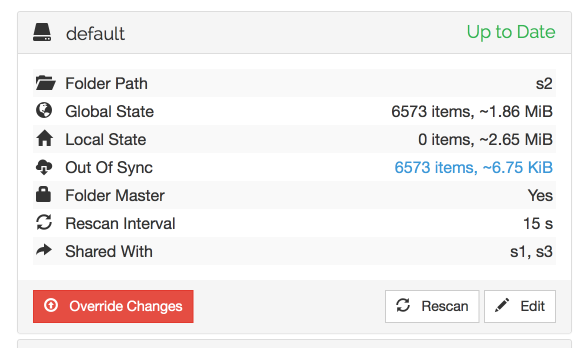 default Up to Date
Folder Path s2
Global State 6573 items, ~1.86 MiB
Local State 0 items, ~2.65 MiB
Out Of Sync 6573 items, ~6.75 KiB
Folder Master Yes
Rescan Interval 15 s
Shared With s1, s3
Override Changes Rescan Edit